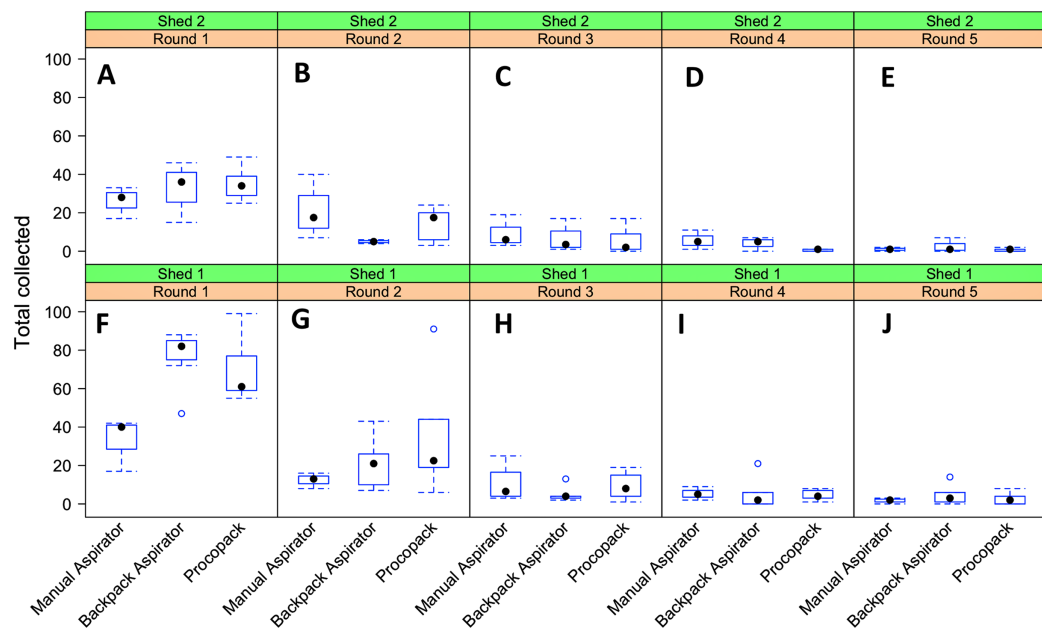 Shed 2 Shed 2 Shed 2 Shed 2 Shed 2
Round 1 Round 2 Round 3 Round 4 Round 5
100
A B C D E
80
60
40
20
0
Shed 1 Shed 1 Shed 1 Shed 1 Shed 1
Round 1 Round 2 Round 3 Round 4 Round 5
100
F G H I J
80
60
40
20
0
Total collected
Manual Aspirator
Backpack Aspirator
Procopack
Manual Aspirator
Backpack Aspirator
Procopack
Manual Aspirator
Backpack Aspirator
Procopack
Manual Aspirator
Backpack Aspirator
Procopack
Manual Aspirator
Backpack Aspirator
Procopack